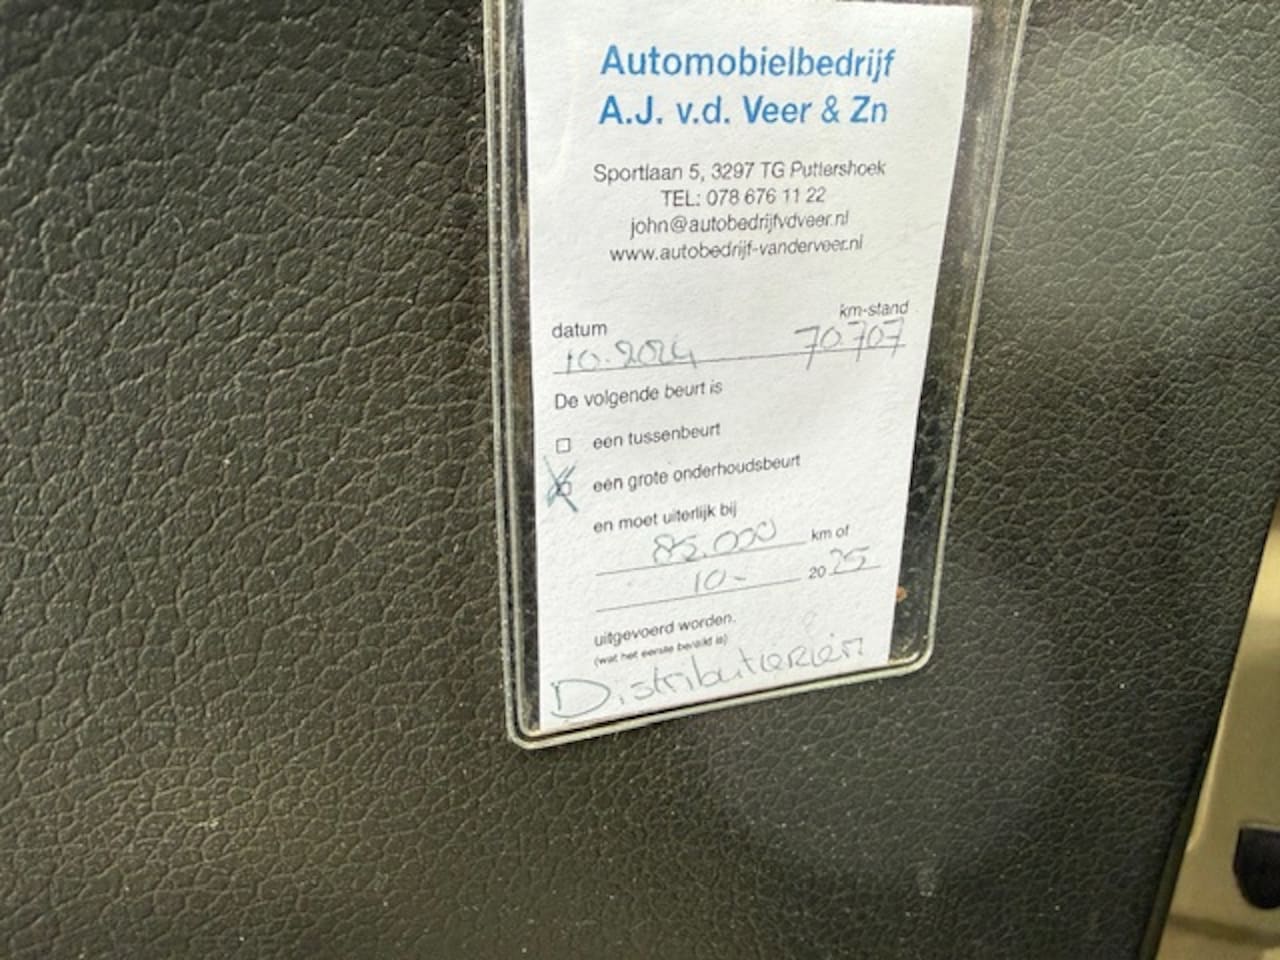 Automobielbedrijf
A.J. v.d. Veer & Zn
Sportlaan 5, 3297 TG Puttershoek
TEL: 078 676 11 22
john@autobedrijfvdveer.nl
www.autobedrijf-vanderveer.nl
datum km-stand
10.2024 70.707
De volgende beurt is
een tussenbeurt
een grote onderhoudsbeurt
en moet uiterlijk bij
85.000 km of
10- 2025
uitgevoerd worden.
(wat het eerste bereikt is)
Distributieriem